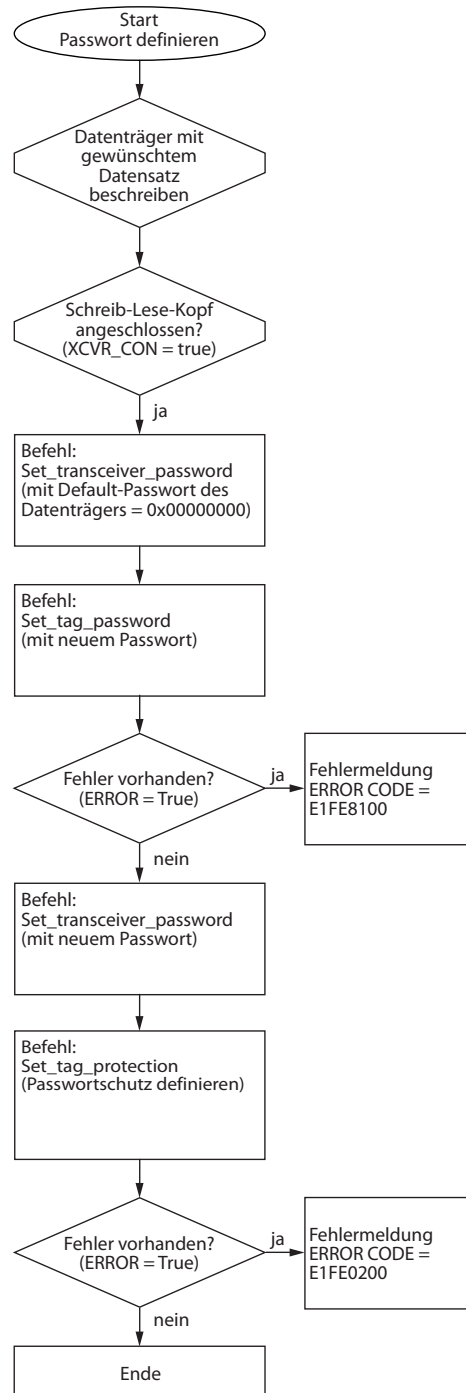 Start
Passwort definieren
Datenträger mit
gewünschtem
Datensatz
beschreiben
Schreib-Lese-Kopf
angeschlossen?
(XCVR_CON = true)
ja
Befehl:
Set_transceiver_password
(mit Default-Passwort des
Datenträgers = 0x00000000)
Befehl:
Set_tag_password
(mit neuem Passwort)
Fehler vorhanden?
(ERROR = True)
ja
Fehlermeldung
ERROR CODE =
E1FE8100
nein
Befehl:
Set_transceiver_password
(mit neuem Passwort)
Befehl:
Set_tag_protection
(Passwortschutz definieren)
Fehler vorhanden?
(ERROR = True)
ja
Fehlermeldung
ERROR CODE =
E1FE0200
nein
Ende